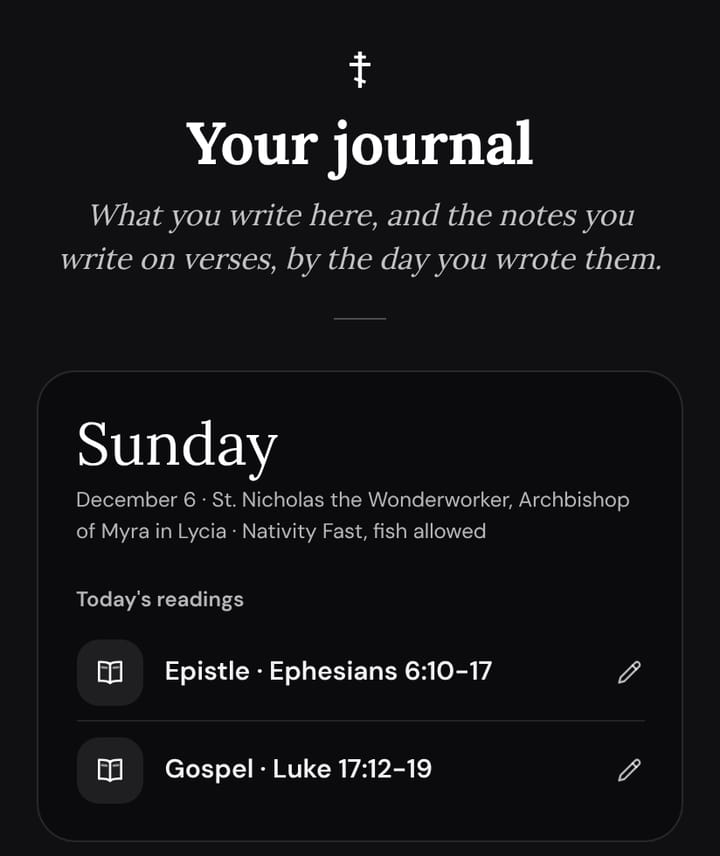 Your journal
What you write here, and the notes you
write on verses, by the day you wrote them.
Sunday
December 6 · St. Nicholas the Wonderworker, Archbishop
of Myra in Lycia · Nativity Fast, fish allowed
Today's readings
Epistle · Ephesians 6:10–17
Gospel · Luke 17:12–19